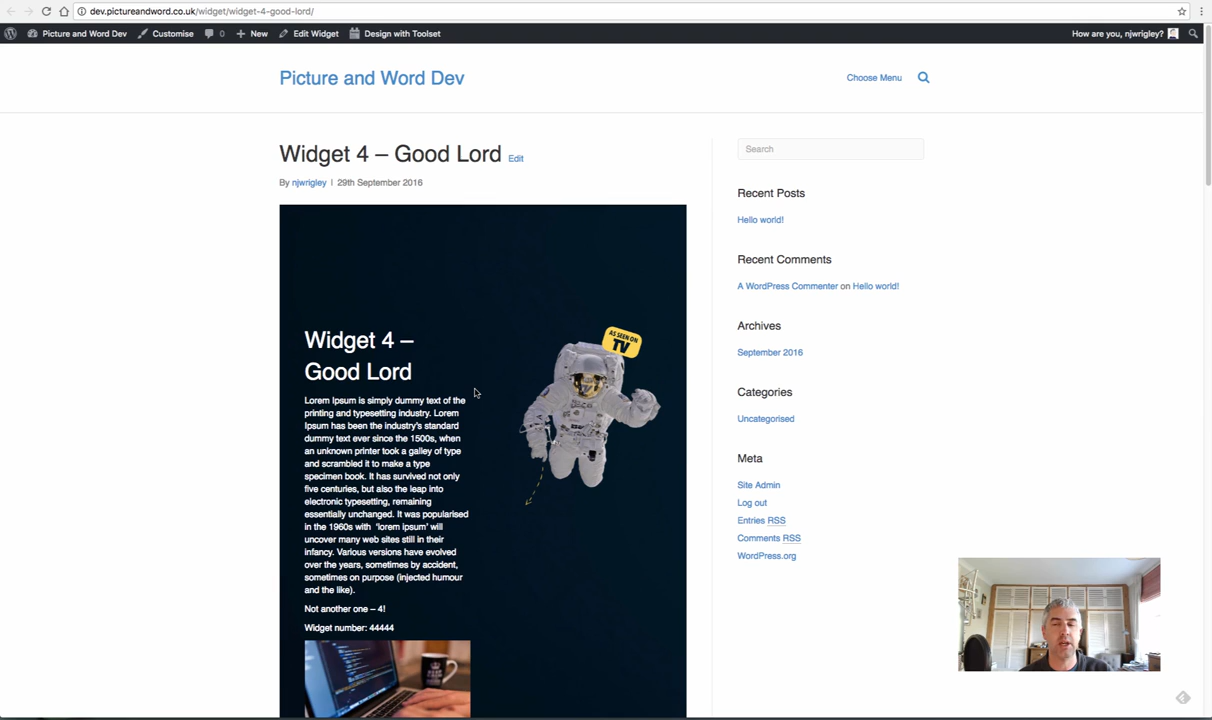 dev.pictureandword.co.uk/widget/widget-4-good-lord/
Picture and Word Dev
Customise
0
New
Edit Widget
Design with Toolset
How are you, njwrigley?
Picture and Word Dev
Choose Menu
Widget 4 – Good Lord Edit
By njwrigley | 29th September 2016
Widget 4 –
Good Lord
AS SEEN ON
TV
Lorem Ipsum is simply dummy text of the
printing and typesetting industry. Lorem
Ipsum has been the industry's standard
dummy text ever since the 1500s, when
an unknown printer took a galley of type
and scrambled it to make a type
specimen book. It has survived not only
five centuries, but also the leap into
electronic typesetting, remaining
essentially unchanged. It was popularised
in the 1960s with 'lorem ipsum' will
uncover many web sites still in their
infancy. Various versions have evolved
over the years, sometimes by accident,
sometimes on purpose (injected humour
and the like).
Not another one – 4!
Widget number: 44444
Search
Recent Posts
Hello world!
Recent Comments
A WordPress Commenter on Hello world!
Archives
September 2016
Categories
Uncategorised
Meta
Site Admin
Log out
Entries RSS
Comments RSS
WordPress.org